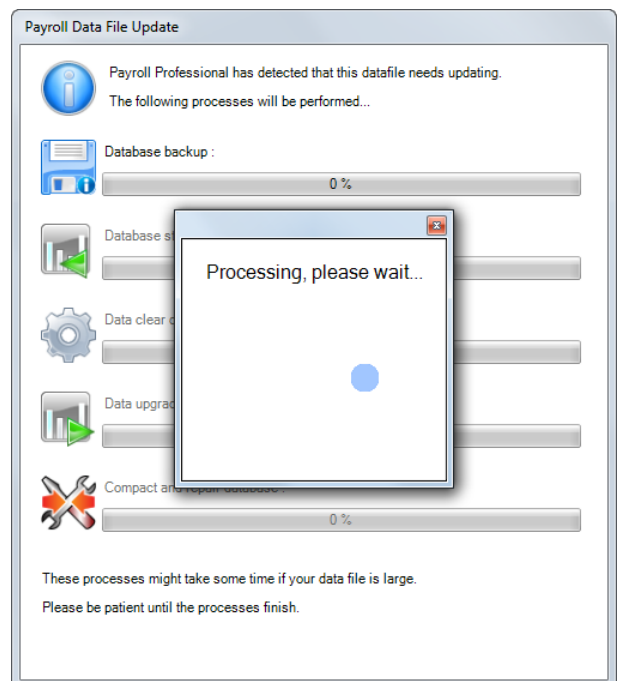 Payroll Data File Update
Payroll Professional has detected that this datafile needs updating.
The following processes will be performed...
Database backup :
0 %
Database
Processing, please wait...
Data clear
Data
Compact and repair database :
0 %
These processes might take some time if your data file is large.
Please be patient until the processes finish.